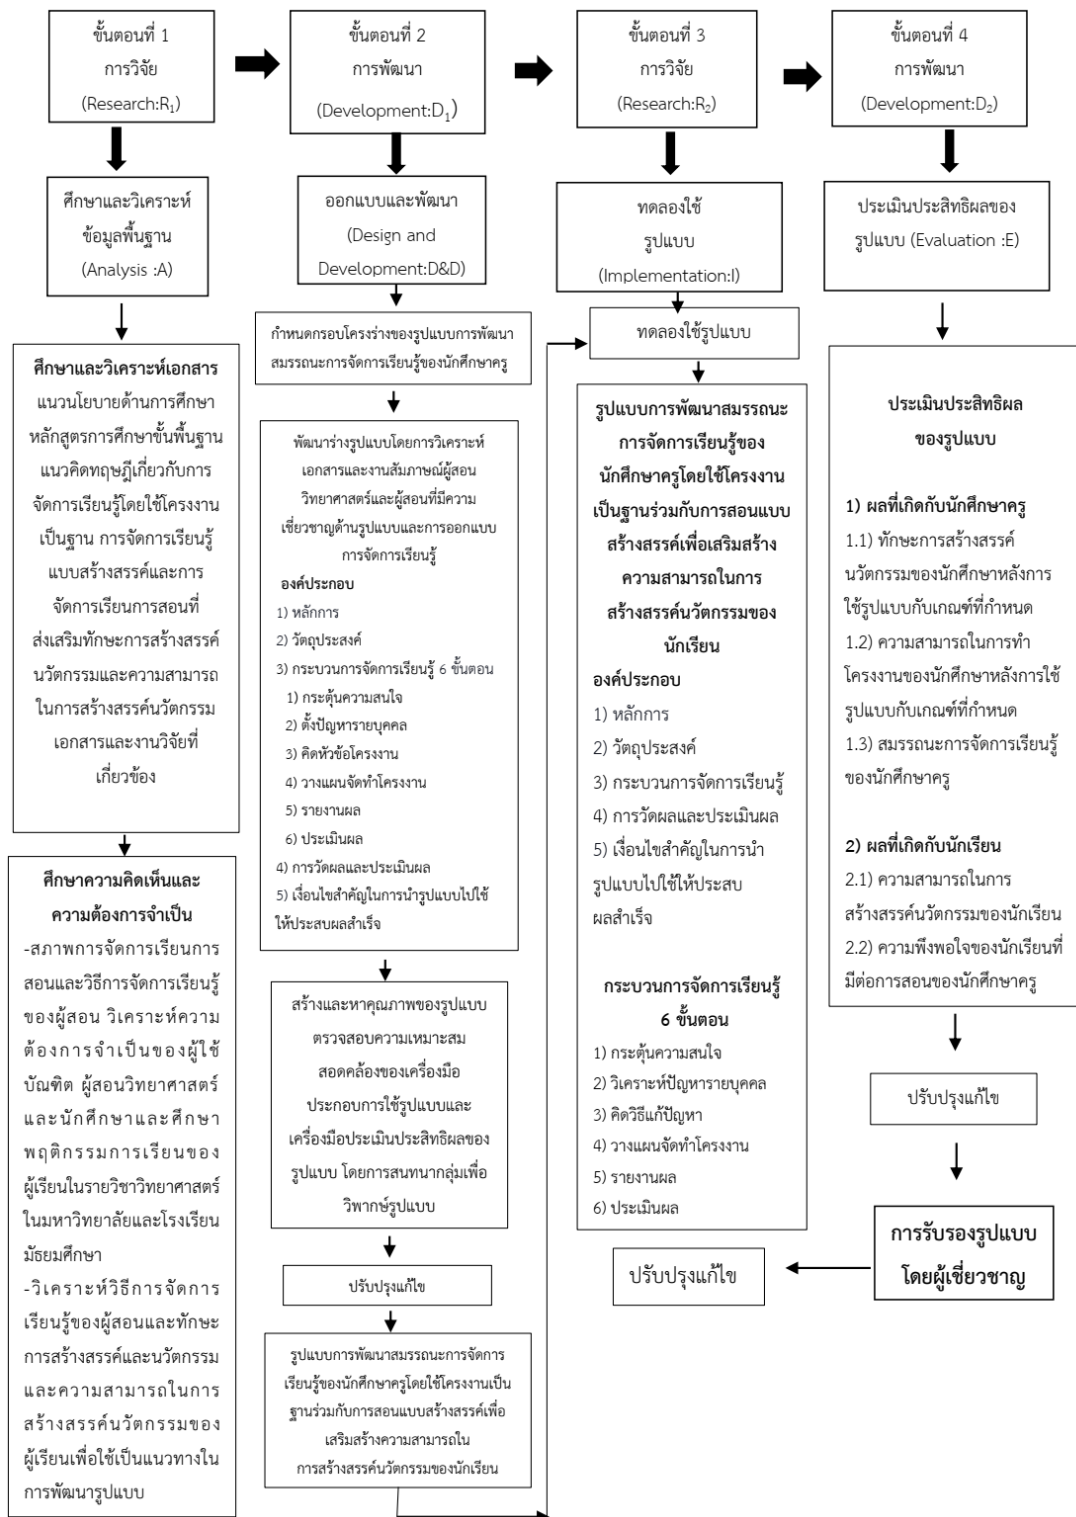 ขั้นตอนที่ 1
การวิจัย
(Research:R₁)
ขั้นตอนที่ 2
การพัฒนา
(Development:D₁)
ขั้นตอนที่ 3
การวิจัย
(Research:R₂)
ขั้นตอนที่ 4
การพัฒนา
(Development:D₂)
ศึกษาและวิเคราะห์
ข้อมูลพื้นฐาน
(Analysis :A)
ออกแบบและพัฒนา
(Design and
Development:D&D)
ทดลองใช้
รูปแบบ
(Implementation:I)
ประเมินประสิทธิผลของ
รูปแบบ (Evaluation :E)
ศึกษาและวิเคราะห์เอกสาร
แนวนโยบายด้านการศึกษา
หลักสูตรการศึกษาขั้นพื้นฐาน
แนวคิดทฤษฎีเกี่ยวกับการ
จัดการเรียนรู้โดยใช้โครงงาน
เป็นฐาน การจัดการเรียนรู้
แบบสร้างสรรค์และการ
จัดการเรียนการสอนที่
ส่งเสริมทักษะการสร้างสรรค์
นวัตกรรมและความสามารถ
ในการสร้างสรรค์นวัตกรรม
เอกสารและงานวิจัยที่
เกี่ยวข้อง
ศึกษาความคิดเห็นและ
ความต้องการจำเป็น
-สภาพการจัดการเรียนการ
สอนและวิธีการจัดการเรียนรู้
ของผู้สอน วิเคราะห์ความ
ต้องการจำเป็นของผู้ใช้
บัณฑิต ผู้สอนวิทยาศาสตร์
และนักศึกษาและศึกษา
พฤติกรรมการเรียนของ
ผู้เรียนในรายวิชาวิทยาศาสตร์
ในมหาวิทยาลัยและโรงเรียน
มัธยมศึกษา
-วิเคราะห์วิธีการจัดการ
เรียนรู้ของผู้สอนและทักษะ
การสร้างสรรค์และนวัตกรรม
และความสามารถในการ
สร้างสรรค์นวัตกรรมของ
ผู้เรียนเพื่อใช้เป็นแนวทางใน
การพัฒนารูปแบบ
กำหนดกรอบโครงร่างของรูปแบบการพัฒนา
สมรรถนะการจัดการเรียนรู้ของนักศึกษาครู
พัฒนาร่างรูปแบบโดยการวิเคราะห์
เอกสารและงานสัมภาษณ์ผู้สอน
วิทยาศาสตร์และผู้สอนที่มีความ
เชี่ยวชาญด้านรูปแบบและการออกแบบ
การจัดการเรียนรู้
องค์ประกอบ
1) หลักการ
2) วัตถุประสงค์
3) กระบวนการจัดการเรียนรู้ 6 ขั้นตอน
1) กระตุ้นความสนใจ
2) ตั้งปัญหารายบุคคล
3) คิดหัวข้อโครงงาน
4) วางแผนจัดทำโครงงาน
5) รายงานผล
6) ประเมินผล
4) การวัดผลและประเมินผล
5) เงื่อนไขสำคัญในการนำรูปแบบไปใช้
ให้ประสบผลสำเร็จ
สร้างและหาคุณภาพของรูปแบบ
ตรวจสอบความเหมาะสม
สอดคล้องของเครื่องมือ
ประกอบการใช้รูปแบบและ
เครื่องมือประเมินประสิทธิผลของ
รูปแบบ โดยการสนทนากลุ่มเพื่อ
วิพากษ์รูปแบบ
ปรับปรุงแก้ไข
รูปแบบการพัฒนาสมรรถนะการจัดการ
เรียนรู้ของนักศึกษาครูโดยใช้โครงงานเป็น
ฐานร่วมกับการสอนแบบสร้างสรรค์เพื่อ
เสริมสร้างความสามารถใน
การสร้างสรรค์นวัตกรรมของนักเรียน
ทดลองใช้รูปแบบ
รูปแบบการพัฒนาสมรรถนะ
การจัดการเรียนรู้ของ
นักศึกษาครูโดยใช้โครงงาน
เป็นฐานร่วมกับการสอนแบบ
สร้างสรรค์เพื่อเสริมสร้าง
ความสามารถในการ
สร้างสรรค์นวัตกรรมของ
นักเรียน
องค์ประกอบ
1) หลักการ
2) วัตถุประสงค์
3) กระบวนการจัดการเรียนรู้
4) การวัดผลและประเมินผล
5) เงื่อนไขสำคัญในการนำ
รูปแบบไปใช้ให้ประสบ
ผลสำเร็จ
กระบวนการจัดการเรียนรู้
6 ขั้นตอน
1) กระตุ้นความสนใจ
2) วิเคราะห์ปัญหารายบุคคล
3) คิดวิธีแก้ปัญหา
4) วางแผนจัดทำโครงงาน
5) รายงานผล
6) ประเมินผล
ปรับปรุงแก้ไข
ประเมินประสิทธิผล
ของรูปแบบ
1) ผลที่เกิดกับนักศึกษาครู
1.1) ทักษะการสร้างสรรค์
นวัตกรรมของนักศึกษาหลังการ
ใช้รูปแบบกับเกณฑ์ที่กำหนด
1.2) ความสามารถในการทำ
โครงงานของนักศึกษาหลังการใช้
รูปแบบกับเกณฑ์ที่กำหนด
1.3) สมรรถนะการจัดการเรียนรู้
ของนักศึกษาครู
2) ผลที่เกิดกับนักเรียน
2.1) ความสามารถในการ
สร้างสรรค์นวัตกรรมของนักเรียน
2.2) ความพึงพอใจของนักเรียนที่
มีต่อการสอนของนักศึกษาครู
ปรับปรุงแก้ไข
การรับรองรูปแบบ
โดยผู้เชี่ยวชาญ